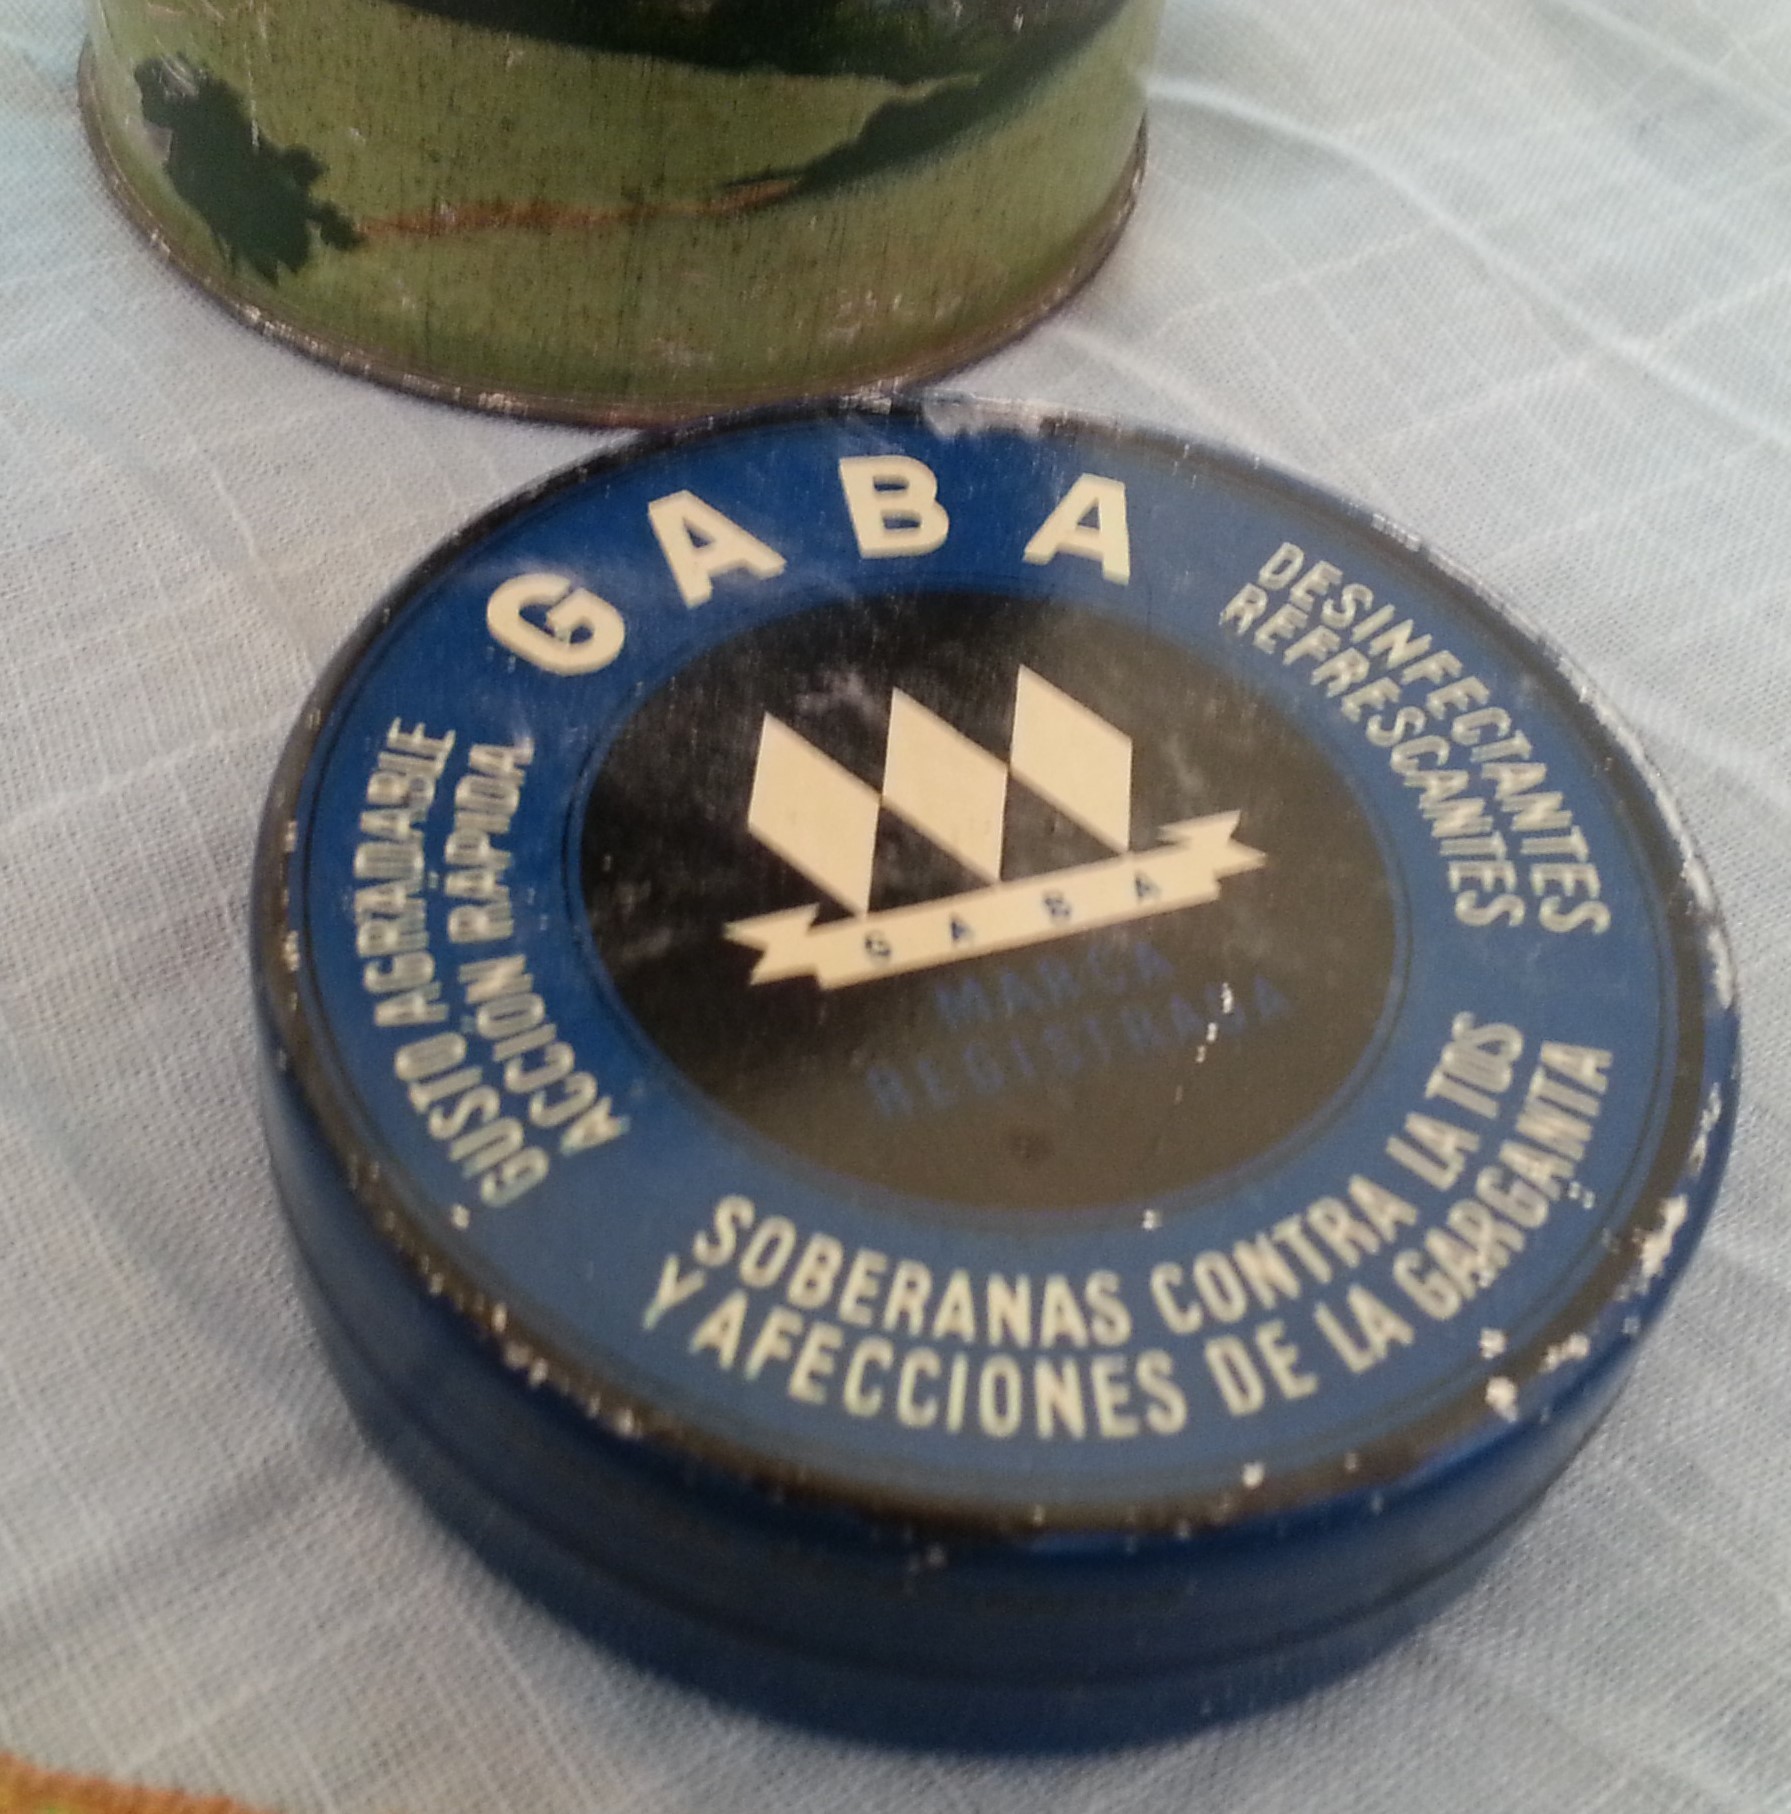 GABA
DESINFECTANTES
REFRESCANTES
GUSTO AGRADABLE
ACCIÓN RÁPIDA
GABA
MARCA
REGISTRADA
SOBERANAS CONTRA LA TOS
Y AFECCIONES DE LA GARGANTA